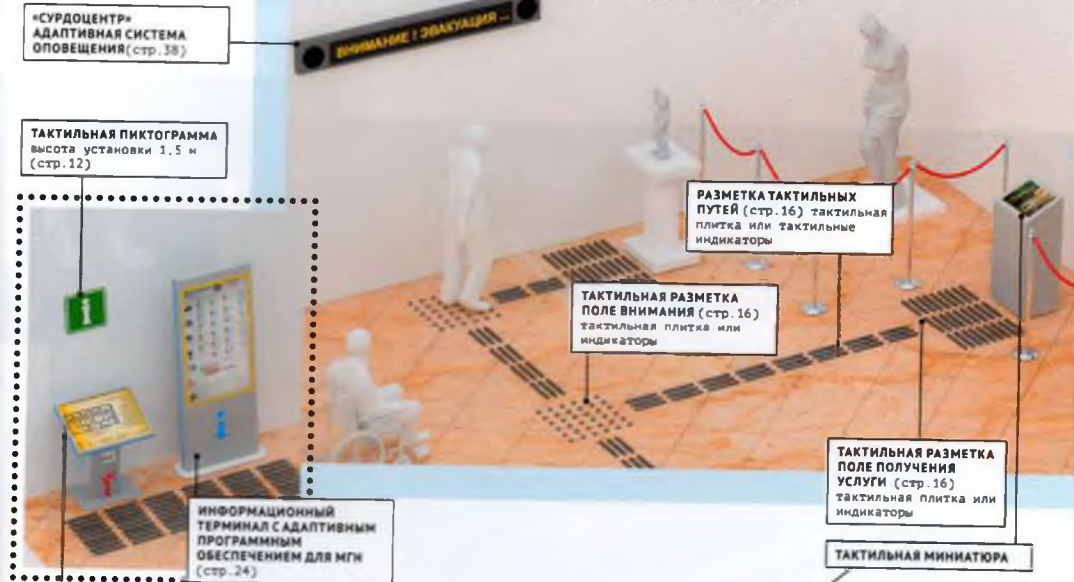 «СУРДОЦЕНТР»
АДАПТИВНАЯ СИСТЕМА
ОПОВЕЩЕНИЯ(стр.38)
ВНИМАНИЕ ! ЭВАКУАЦИЯ ...
ТАКТИЛЬНАЯ ПИКТОГРАММА
высота установки 1,5 м
(стр.12)
РАЗМЕТКА ТАКТИЛЬНЫХ
ПУТЕЙ (стр.16) тактильная
плитка или тактильные
индикаторы
ТАКТИЛЬНАЯ РАЗМЕТКА
ПОЛЕ ВНИМАНИЯ (стр.16)
тактильная плитка или
индикаторы
ТАКТИЛЬНАЯ РАЗМЕТКА
ПОЛЕ ПОЛУЧЕНИЯ
УСЛУГИ (стр.16)
тактильная плитка или
индикаторы
ИНФОРМАЦИОННЫЙ
ТЕРМИНАЛ С АДАПТИВНЫМ
ПРОГРАММНЫМ
ОБЕСПЕЧЕНИЕМ ДЛЯ МГН
(стр.24)
ТАКТИЛЬНАЯ МИНИАТЮРА